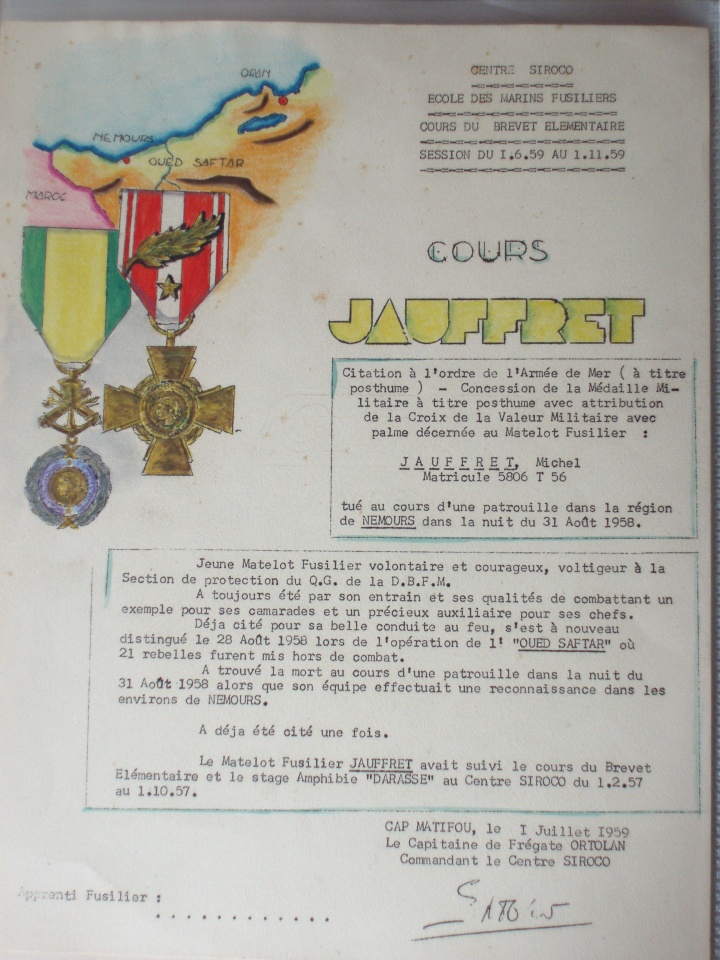 ORAN
NEMOURS
OUED SAFTAR
MAROC
CENTRE SIROCO
ECOLE DES MARINS FUSILIERS
COURS DU BREVET ELEMENTAIRE
SESSION DU I.6.59 AU 1.11.59
COURS
JAUFFRET
Citation à l'ordre de l'Armée de Mer ( à titre
posthume ) - Concession de la Médaille Mi-
litaire à titre posthume avec attribution
de la Croix de la Valeur Militaire avec
palme décernée au Matelot Fusilier :
JAUFFRET, Michel
Matricule 5806 T 56
tué au cours d'une patrouille dans la région
de NEMOURS dans la nuit du 31 Août 1958.
Jeune Matelot Fusilier volontaire et courageux, voltigeur à la
Section de protection du Q.G. de la D.B.F.M.
A toujours été par son entrain et ses qualités de combattant un
exemple pour ses camarades et un précieux auxiliaire pour ses chefs.
Déja cité pour sa belle conduite au feu, s'est à nouveau
distingué le 28 Août 1958 lors de l'opération de l' "OUED SAFTAR" où
21 rebelles furent mis hors de combat.
A trouvé la mort au cours d'une patrouille dans la nuit du
31 Août 1958 alors que son équipe effectuait une reconnaissance dans les
environs de NEMOURS.
A déja été cité une fois.
Le Matelot Fusilier JAUFFRET avait suivi le cours du Brevet
Elémentaire et le stage Amphibie "DARASSE" au Centre SIROCO du 1.2.57
au 1.10.57.
CAP MATIFOU, le I Juillet 1959
Le Capitaine de Frégate ORTOLAN
Commandant le Centre SIROCO
Apprenti Fusilier :
. . . . . . . . . . . . .